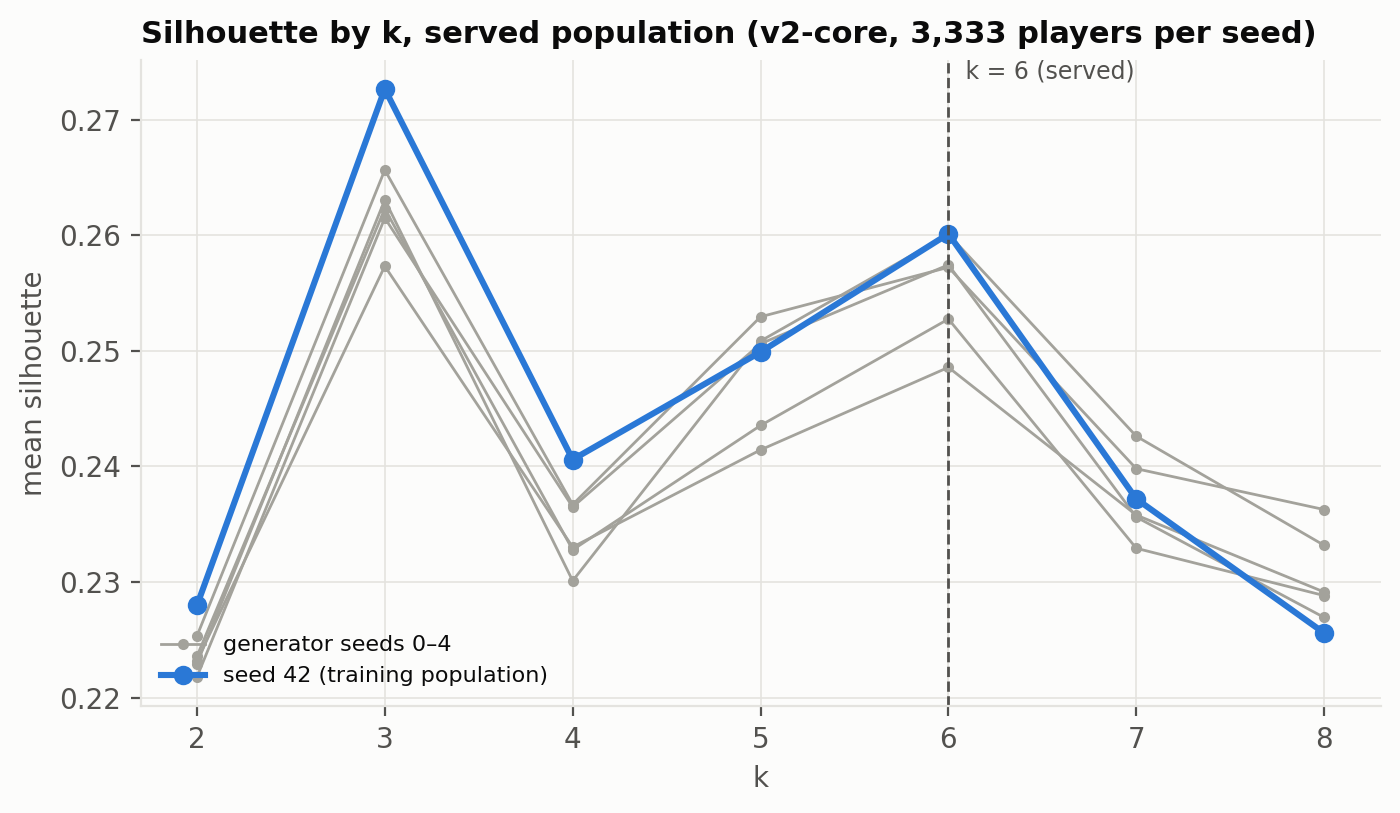 Silhouette by k, served population (v2-core, 3,333 players per seed)
k = 6 (served)
0.27
0.26
0.25
0.24
0.23
0.22
mean silhouette
generator seeds 0–4
seed 42 (training population)
2 3 4 5 6 7 8
k